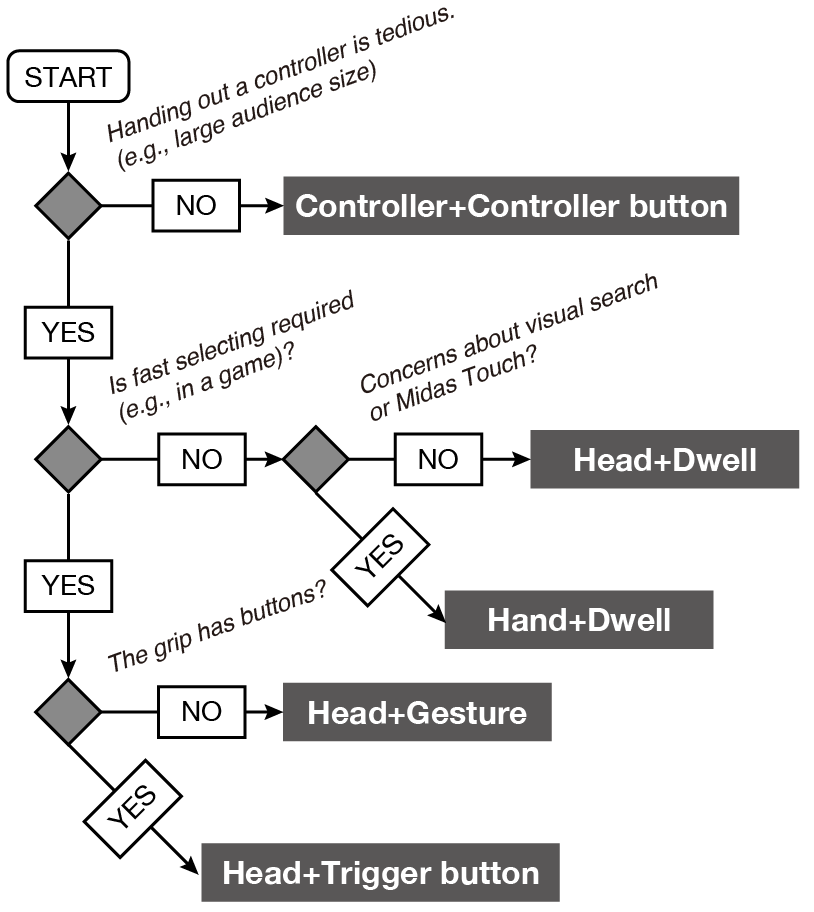 START
Handing out a controller is tedious.
(e.g., large audience size)
NO
Controller+Controller button
YES
Is fast selecting required
(e.g., in a game)?
Concerns about visual search
or Midas Touch?
NO
NO
Head+Dwell
YES
Hand+Dwell
YES
The grip has buttons?
NO
Head+Gesture
YES
Head+Trigger button